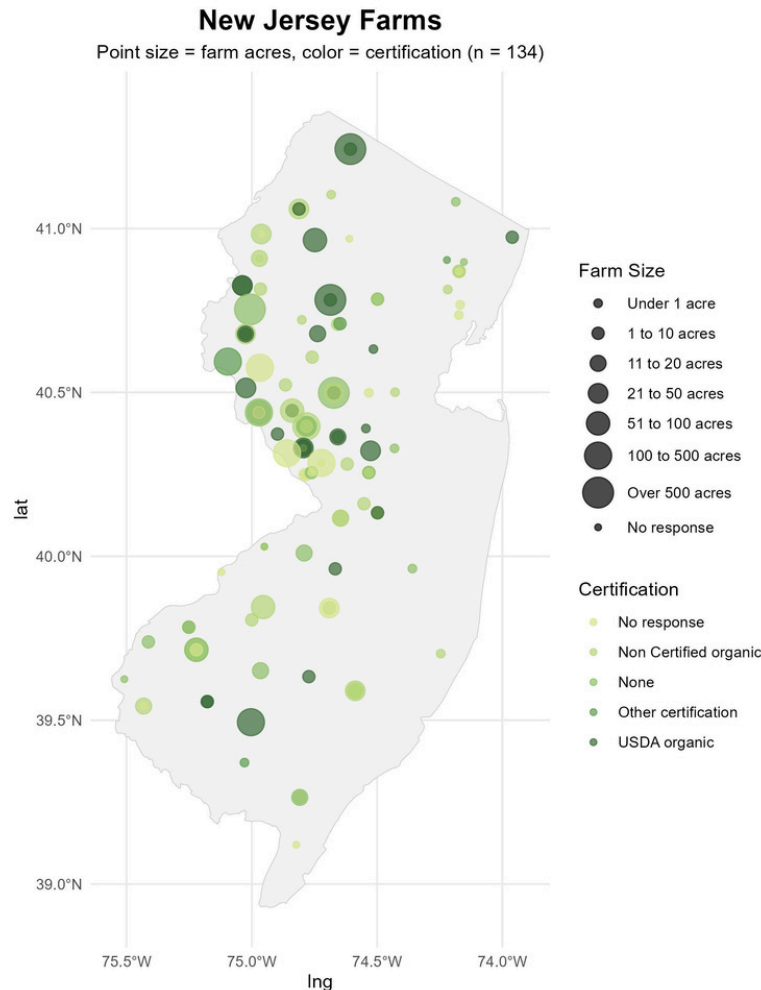 New Jersey Farms
Point size = farm acres, color = certification (n = 134)
41.0°N
40.5°N
40.0°N
39.5°N
39.0°N
lat
75.5°W
75.0°W
74.5°W
74.0°W
lng
Farm Size
Under 1 acre
1 to 10 acres
11 to 20 acres
21 to 50 acres
51 to 100 acres
100 to 500 acres
Over 500 acres
No response
Certification
No response
Non Certified organic
None
Other certification
USDA organic